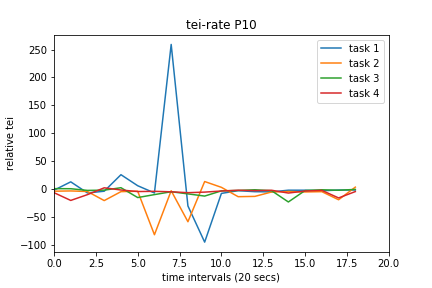 tei-rate P10
250
200
150
100
50
0
−50
−100
relative tei
0.0 2.5 5.0 7.5 10.0 12.5 15.0 17.5 20.0
time intervals (20 secs)
task 1
task 2
task 3
task 4